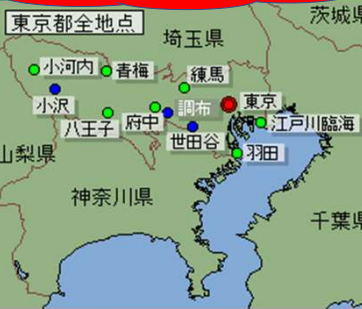 東京都全地点
茨城県
埼玉県
小河内
青梅
練馬
小沢
東京
調布
八王子
府中
江戸川臨海
世田谷
羽田
山梨県
神奈川県
千葉県